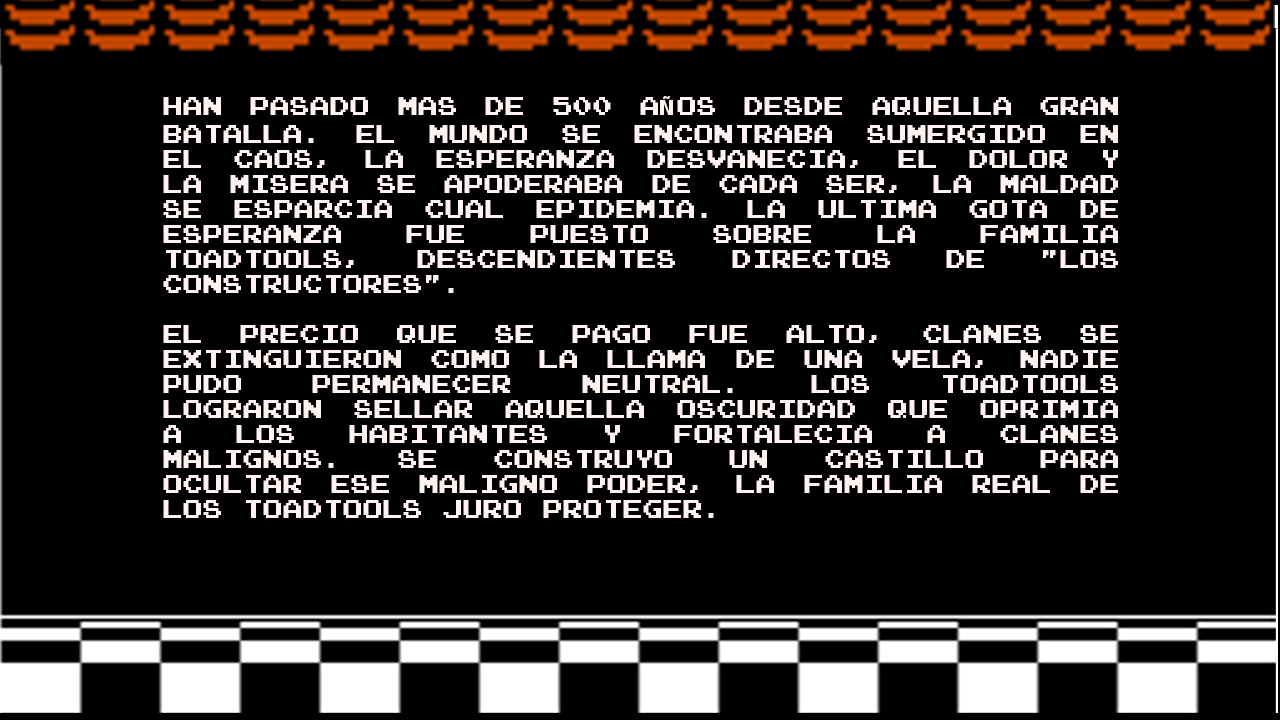 HAN PASADO MAS DE 500 AÑOS DESDE AQUELLA GRAN
BATALLA. EL MUNDO SE ENCONTRABA SUMERGIDO EN
EL CAOS, LA ESPERANZA DESVANECIA, EL DOLOR Y
LA MISERA SE APODERABA DE CADA SER, LA MALDAD
SE ESPARCIA CUAL EPIDEMIA. LA ULTIMA GOTA DE
ESPERANZA FUE PUESTO SOBRE LA FAMILIA
TOADTOOLS, DESCENDIENTES DIRECTOS DE "LOS
CONSTRUCTORES".
EL PRECIO QUE SE PAGO FUE ALTO, CLANES SE
EXTINGUIERON COMO LA LLAMA DE UNA VELA, NADIE
PUDO PERMANECER NEUTRAL. LOS TOADTOOLS
LOGRARON SELLAR AQUELLA OSCURIDAD QUE OPRIMIA
A LOS HABITANTES Y FORTALECIA A CLANES
MALIGNOS. SE CONSTRUYO UN CASTILLO PARA
OCULTAR ESE MALIGNO PODER, LA FAMILIA REAL DE
LOS TOADTOOLS JURO PROTEGER.